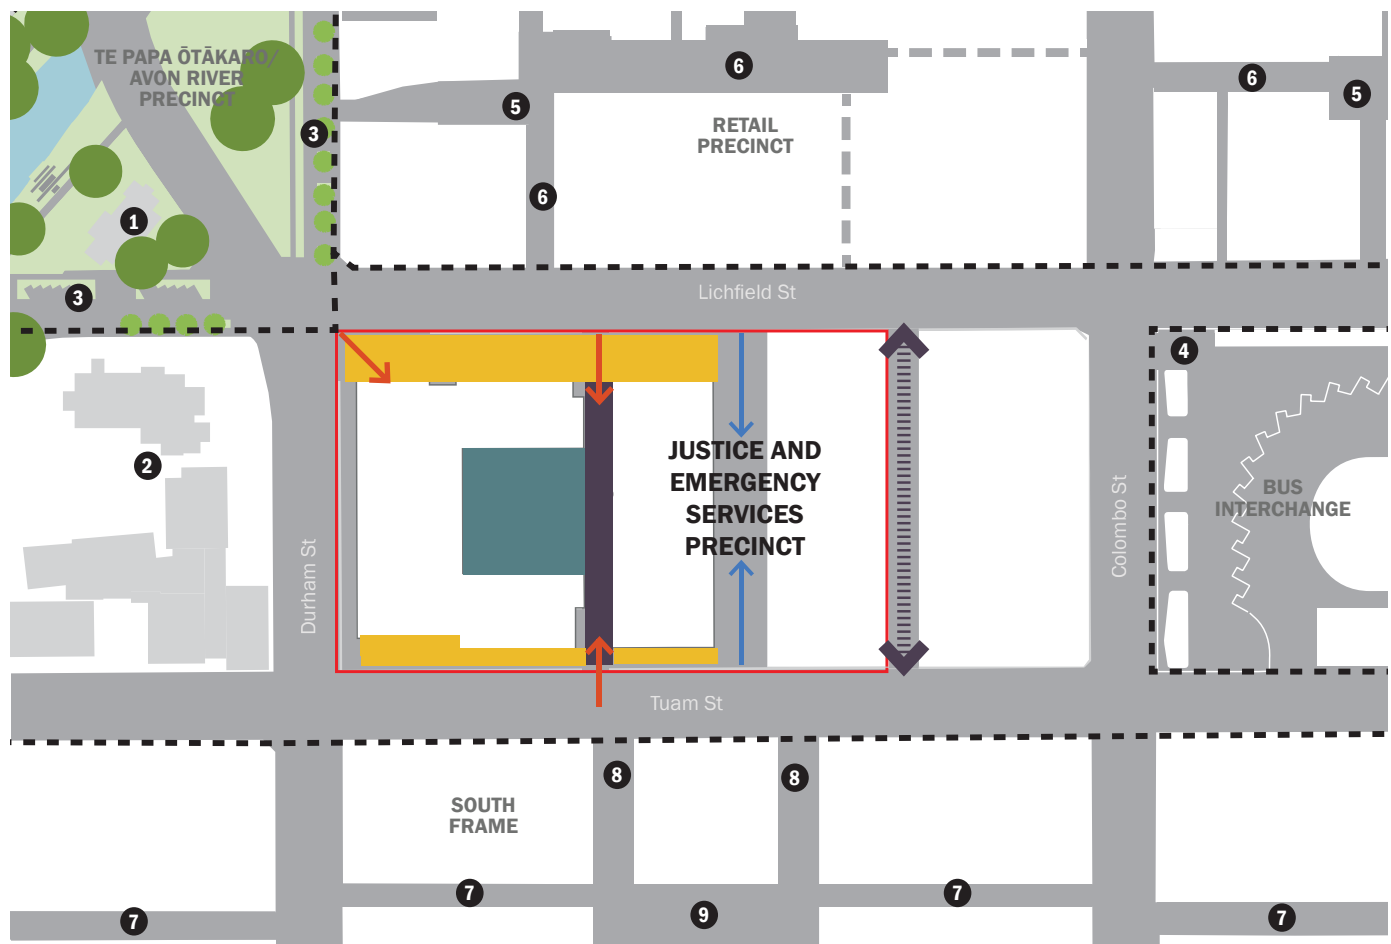 TE PAPA ŌTĀKARO/
AVON RIVER
PRECINCT
6
6
5
5
3
RETAIL
PRECINCT
6
1
3
Lichfield St
4
2
JUSTICE AND
EMERGENCY
SERVICES
PRECINCT
BUS
INTERCHANGE
Durham St
Colombo St
Tuam St
8
8
SOUTH
FRAME
7
7
9
7
7